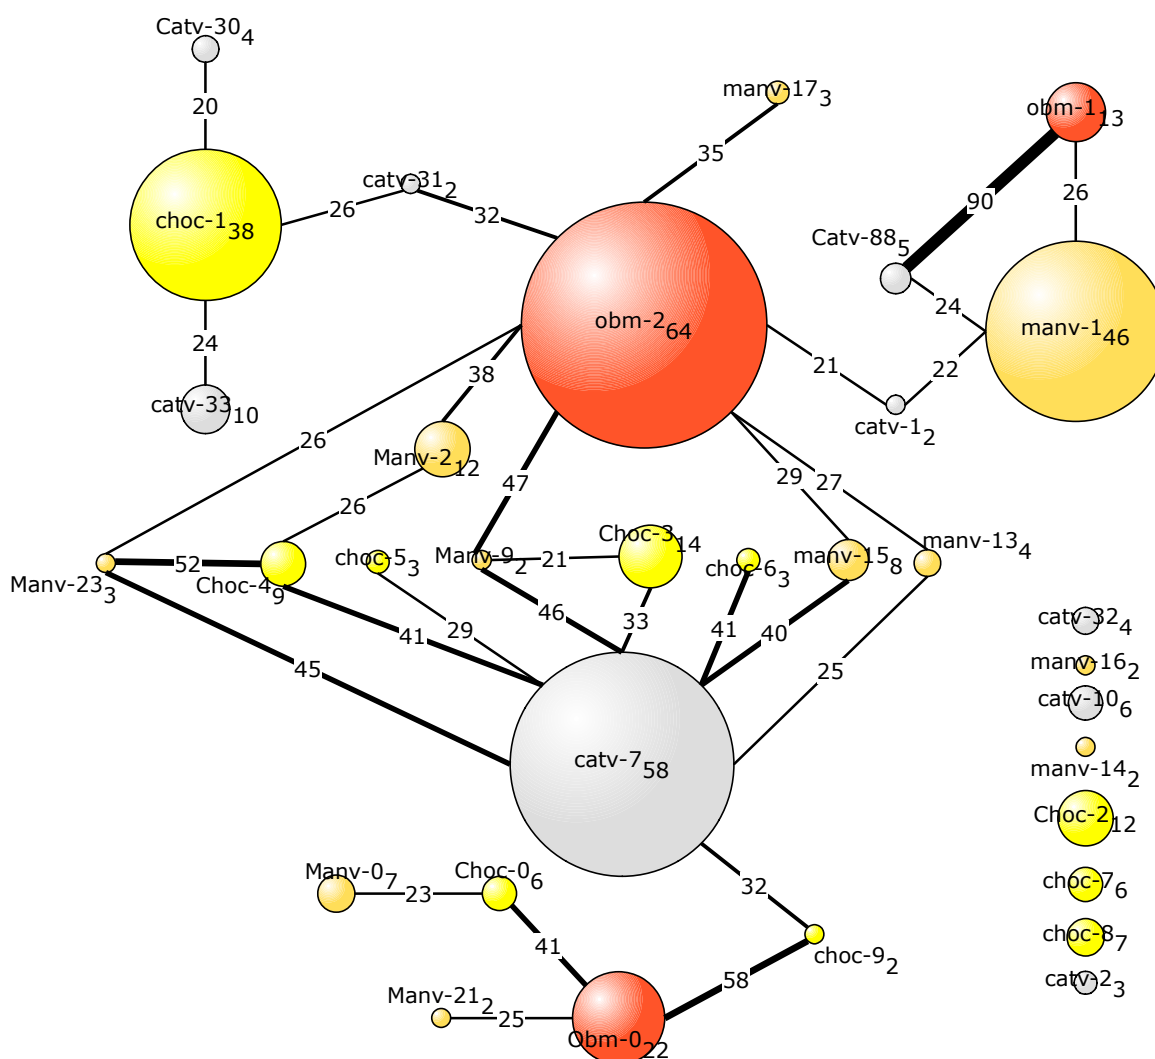 Catv-30 4
20
manv-17 3
obm-1 13
35
catv-31 2
choc-1 38
26
32
90
26
Catv-88 5
24
manv-1 46
obm-2 64
24
38
21
22
catv-33 10
catv-1 2
26
Manv-2 12
47
29
27
26
Manv-23 3
52
Choc-4 9
choc-5 3
Manv-9 2
21
Choc-3 14
choc-6 3
manv-15 8
manv-13 4
45
41
29
46
33
41
40
25
catv-32 4
manv-16 2
catv-10 6
manv-14 2
Choc-2 12
choc-7 6
choc-8 7
catv-2 3
catv-7 58
Manv-0 7
23
Choc-0 6
32
41
choc-9 2
58
Manv-21 2
25
Obm-0 22